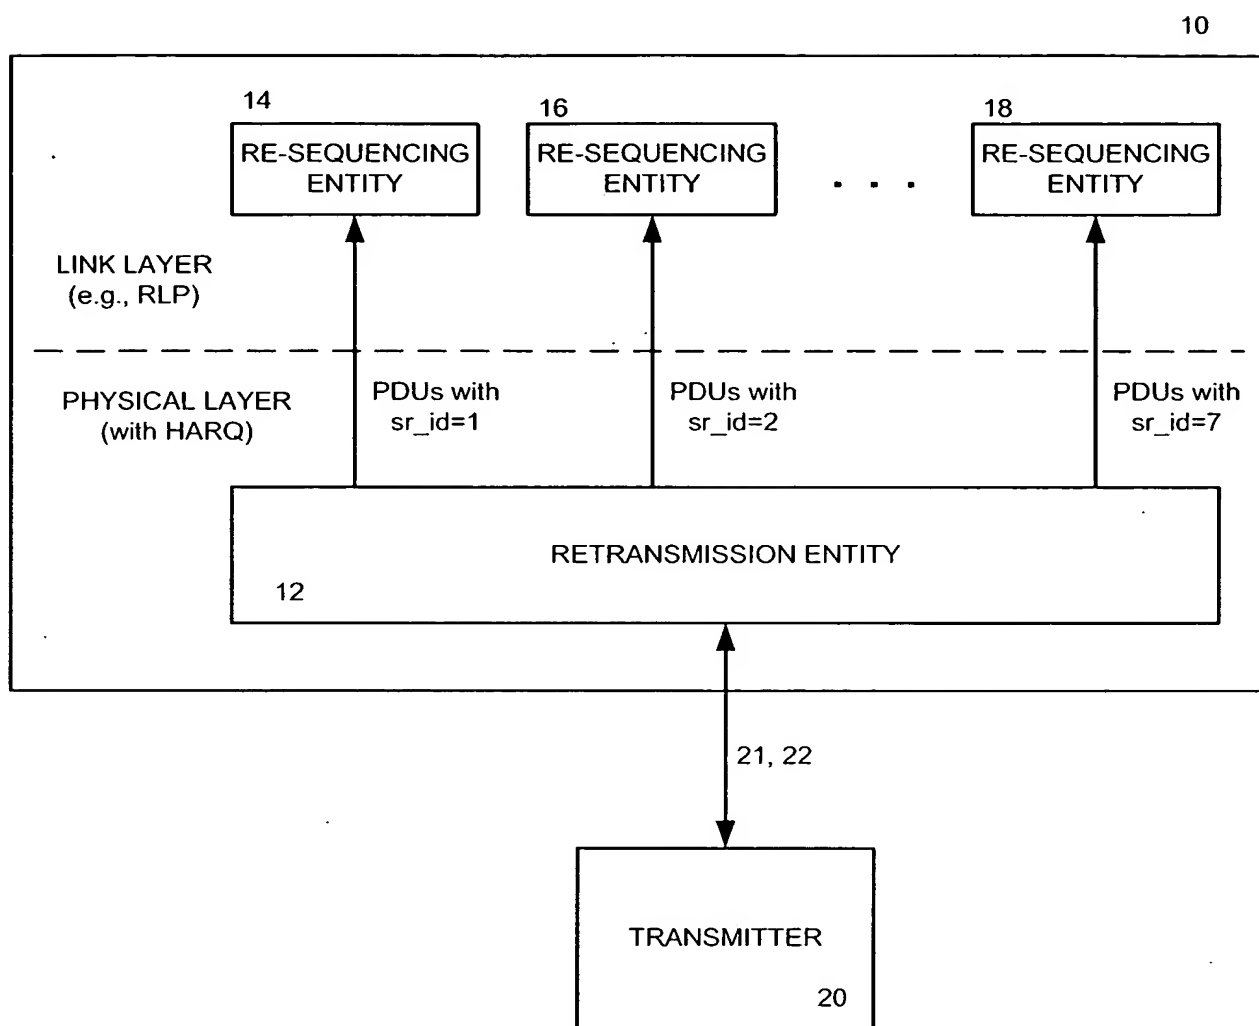 10
14
16
18
RE-SEQUENCING
ENTITY
RE-SEQUENCING
ENTITY
. . .
RE-SEQUENCING
ENTITY
LINK LAYER
(e.g., RLP)
PHYSICAL LAYER
(with HARQ)
PDUs with
sr_id=1
PDUs with
sr_id=2
PDUs with
sr_id=7
RETRANSMISSION ENTITY
12
21, 22
TRANSMITTER
20